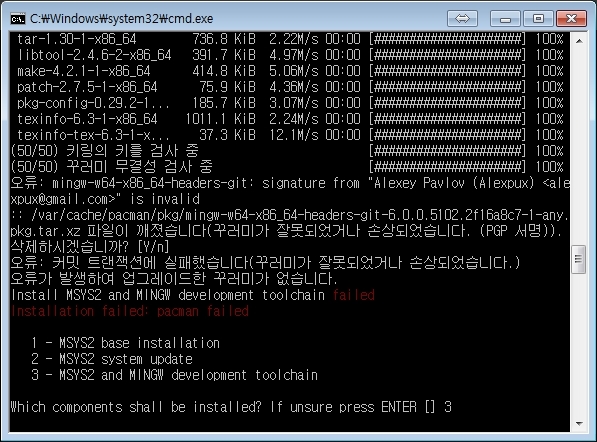 C:₩Windows₩system32₩cmd.exe
tar-1.30-1-x86_64 736.8 KiB 2.22M/s 00:00 [######################] 100%
libtool-2.4.6-2-x86_64 391.7 KiB 4.97M/s 00:00 [######################] 100%
make-4.2.1-1-x86_64 414.8 KiB 5.06M/s 00:00 [######################] 100%
patch-2.7.5-1-x86_64 75.9 KiB 4.36M/s 00:00 [######################] 100%
pkg-config-0.29.2-1... 185.7 KiB 3.07M/s 00:00 [######################] 100%
texinfo-6.3-1-x86_64 1011.1 KiB 2.24M/s 00:00 [######################] 100%
texinfo-tex-6.3-1-x... 37.3 KiB 12.1M/s 00:00 [######################] 100%
(50/50) 키링의 키를 검사 중 [######################] 100%
(50/50) 꾸러미 무결성 검사 중 [######################] 100%
오류: mingw-w64-x86_64-headers-git: signature from "Alexey Pavlov (Alexpux) <ale
xpux@gmail.com>" is invalid
:: /var/cache/pacman/pkg/mingw-w64-x86_64-headers-git-6.0.0.5102.2f16a8c7-1-any.
pkg.tar.xz 파일이 깨졌습니다(꾸러미가 잘못되었거나 손상되었습니다. (PGP 서명)).
삭제하시겠습니까? [Y/n]
오류: 커밋 트랜잭션에 실패했습니다(꾸러미가 잘못되었거나 손상되었습니다.)
오류가 발생하여 업그레이드한 꾸러미가 없습니다.
Install MSYS2 and MINGW development toolchain failed
Installation failed: pacman failed
1 - MSYS2 base installation
2 - MSYS2 system update
3 - MSYS2 and MINGW development toolchain
Which components shall be installed? If unsure press ENTER [] 3